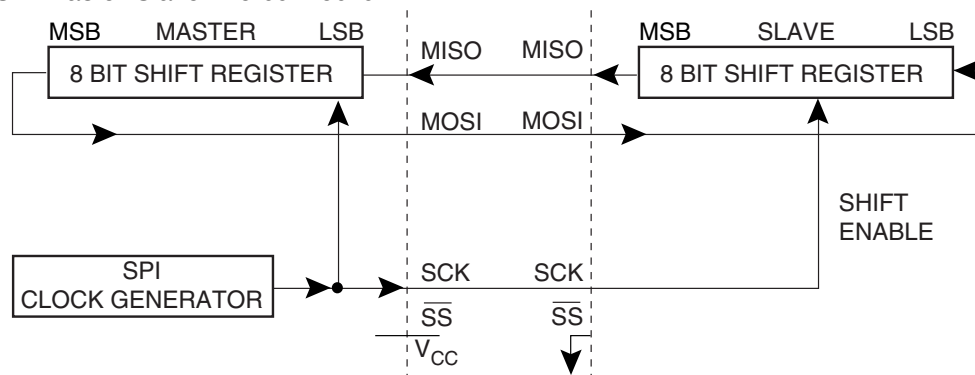 MSB MASTER LSB
8 BIT SHIFT REGISTER
MISO MISO
MSB SLAVE LSB
8 BIT SHIFT REGISTER
MOSI MOSI
SHIFT
ENABLE
SPI
CLOCK GENERATOR
SCK SCK
SS SS
VCC